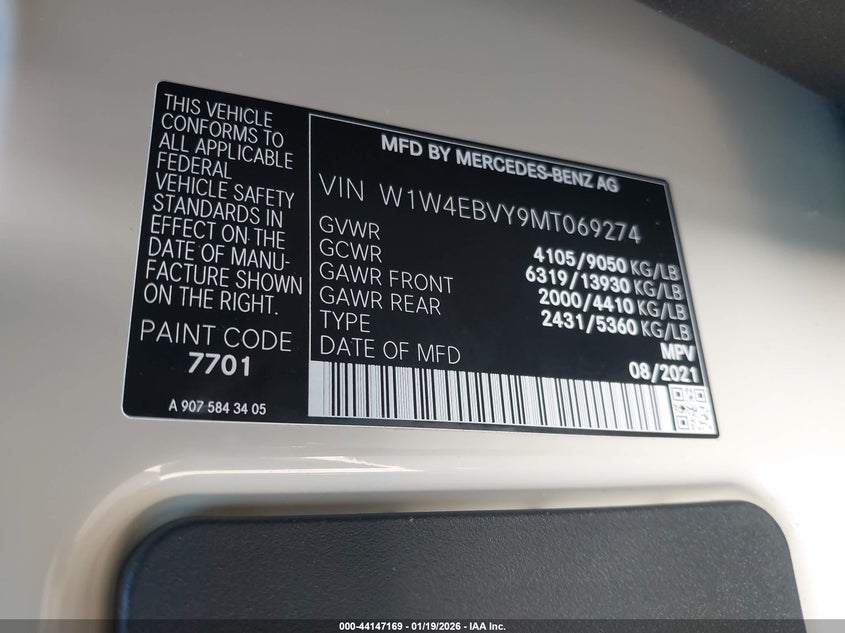 THIS VEHICLE
CONFORMS TO
ALL APPLICABLE
FEDERAL
VEHICLE SAFETY
STANDARDS IN
EFFECT ON THE
DATE OF MANU-
FACTURE SHOWN
ON THE RIGHT.
PAINT CODE
7701
A 907 584 34 05
MFD BY MERCEDES-BENZ AG
VIN W1W4EBVY9MT069274
GVWR 4105/9050 KG/LB
GCWR 6319/13930 KG/LB
GAWR FRONT 2000/4410 KG/LB
GAWR REAR 2431/5360 KG/LB
TYPE MPV
DATE OF MFD 08/2021
000-44147169 - 01/19/2026 - IAA Inc.